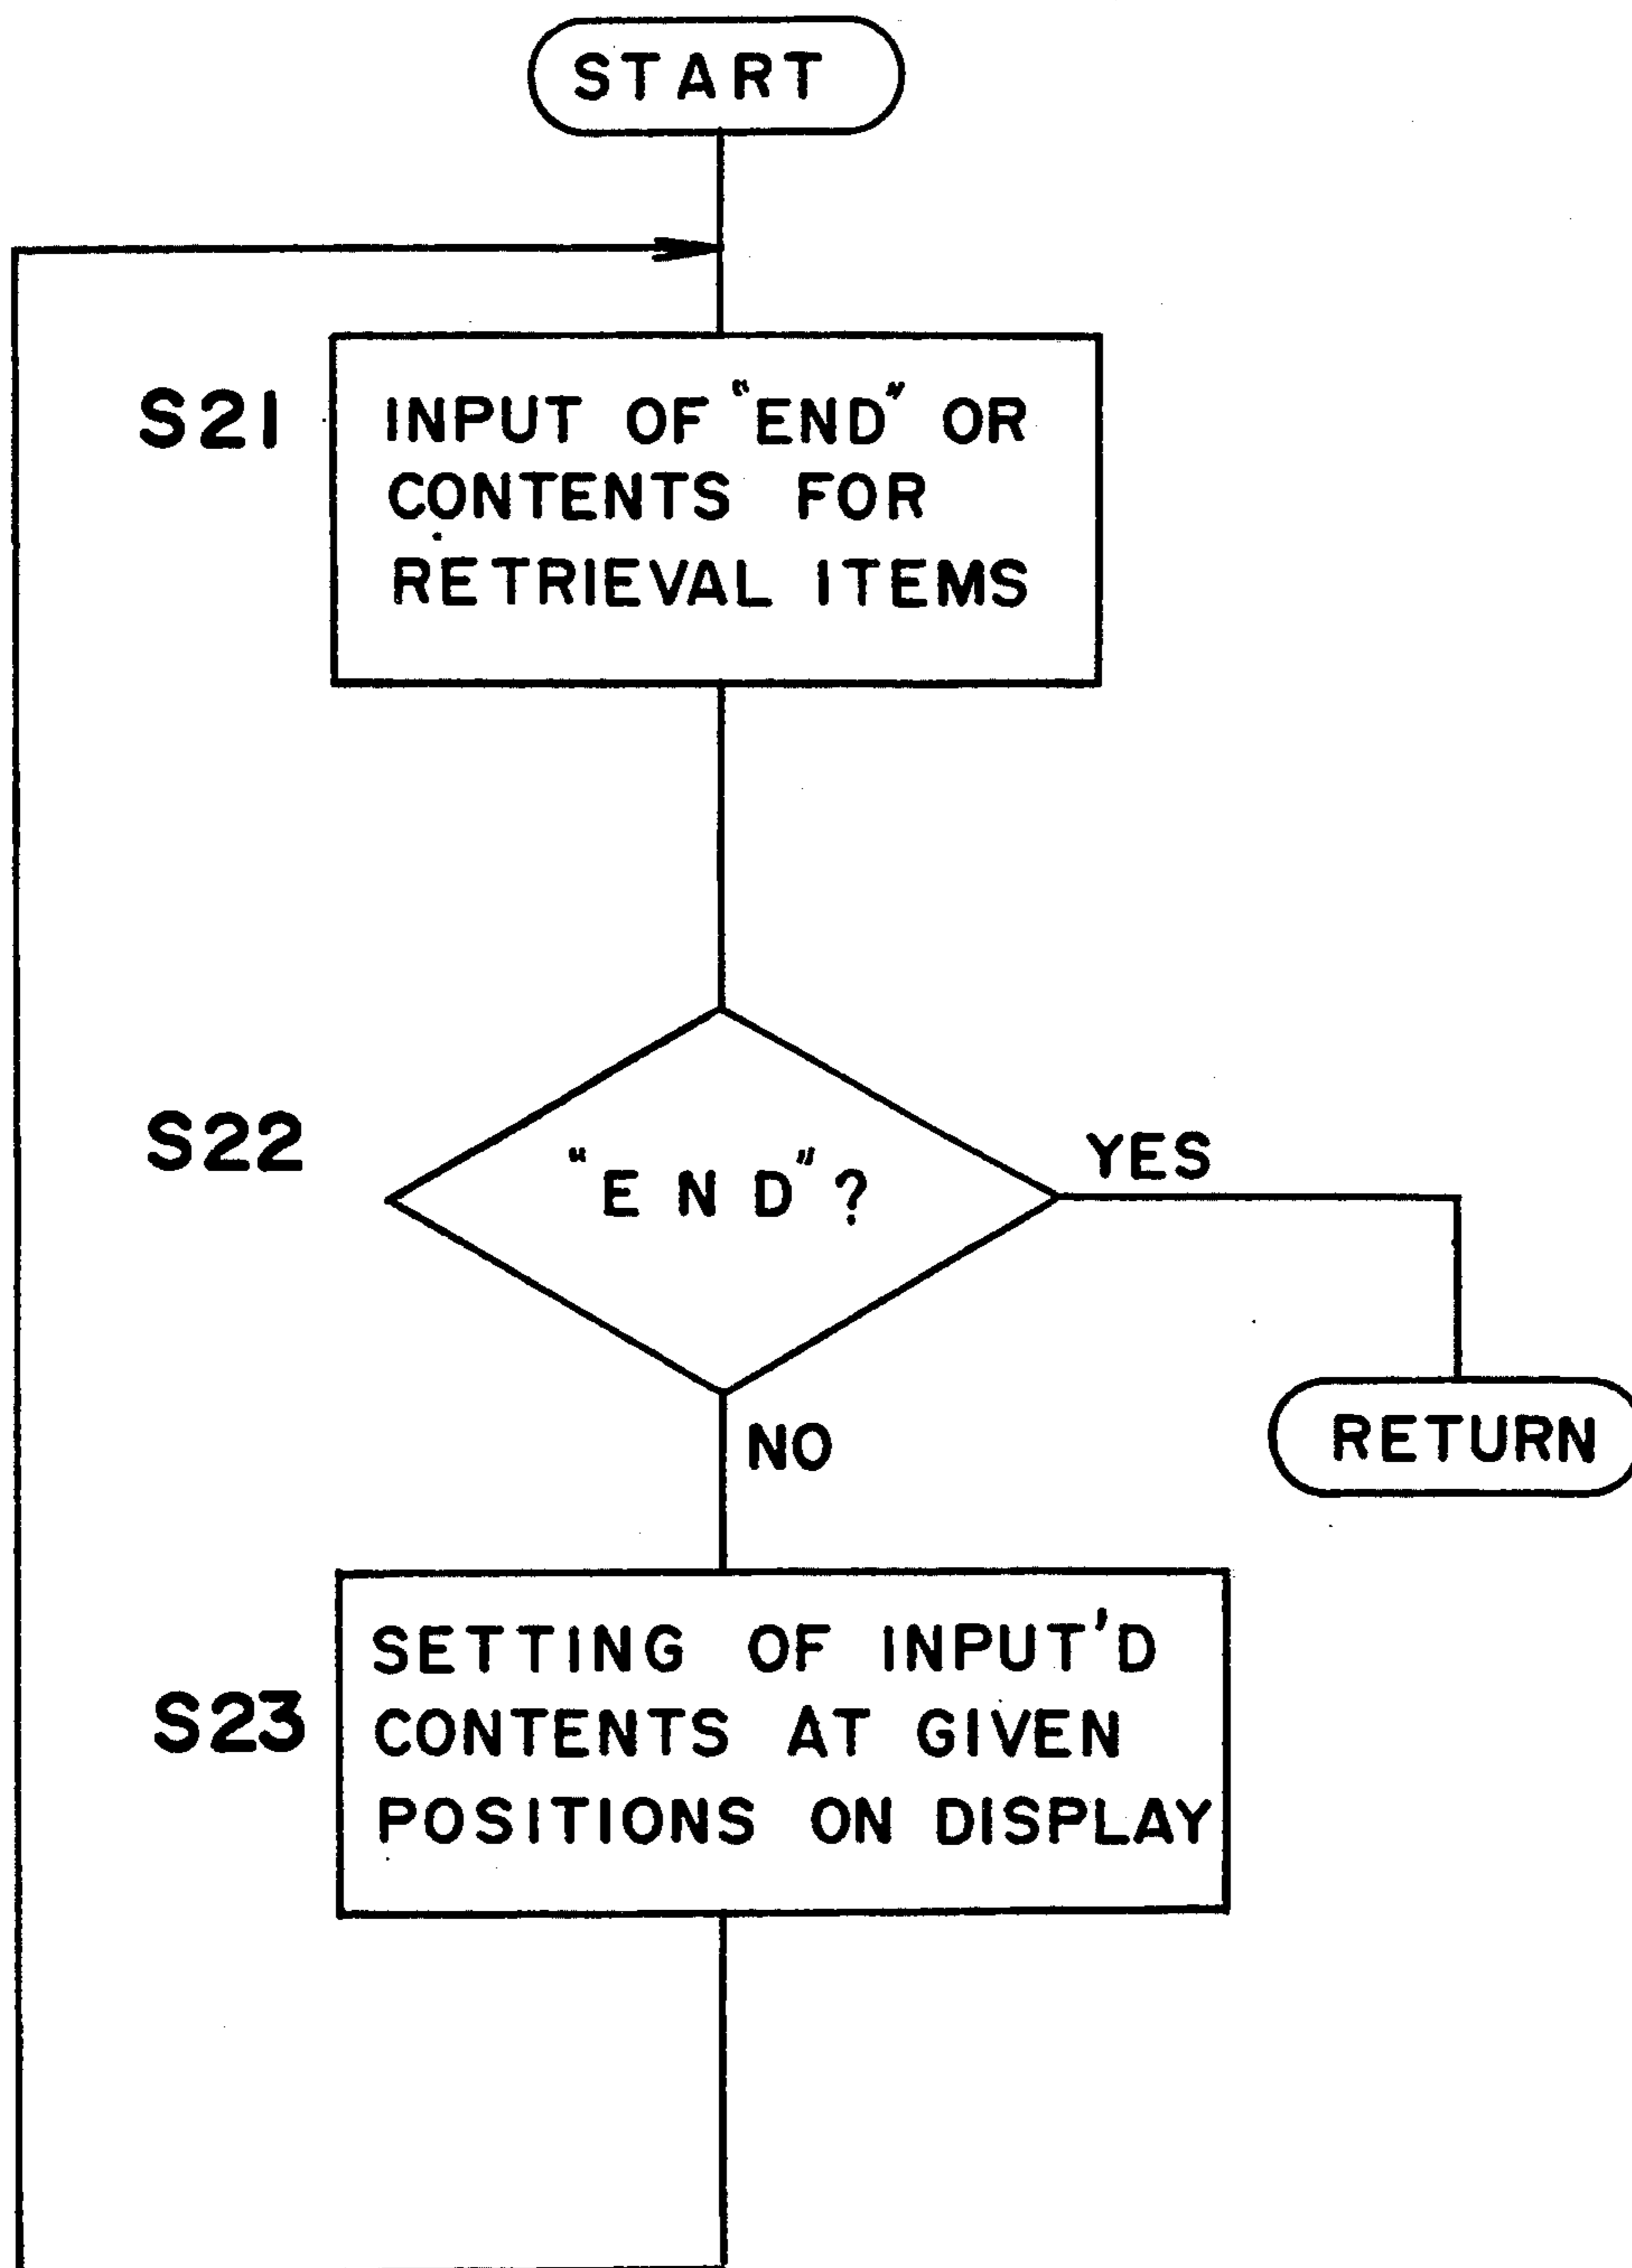 START
S21
INPUT OF "END" OR
CONTENTS FOR
RETRIEVAL ITEMS
S22
"END"?
YES
RETURN
NO
S23
SETTING OF INPUT'D
CONTENTS AT GIVEN
POSITIONS ON DISPLAY